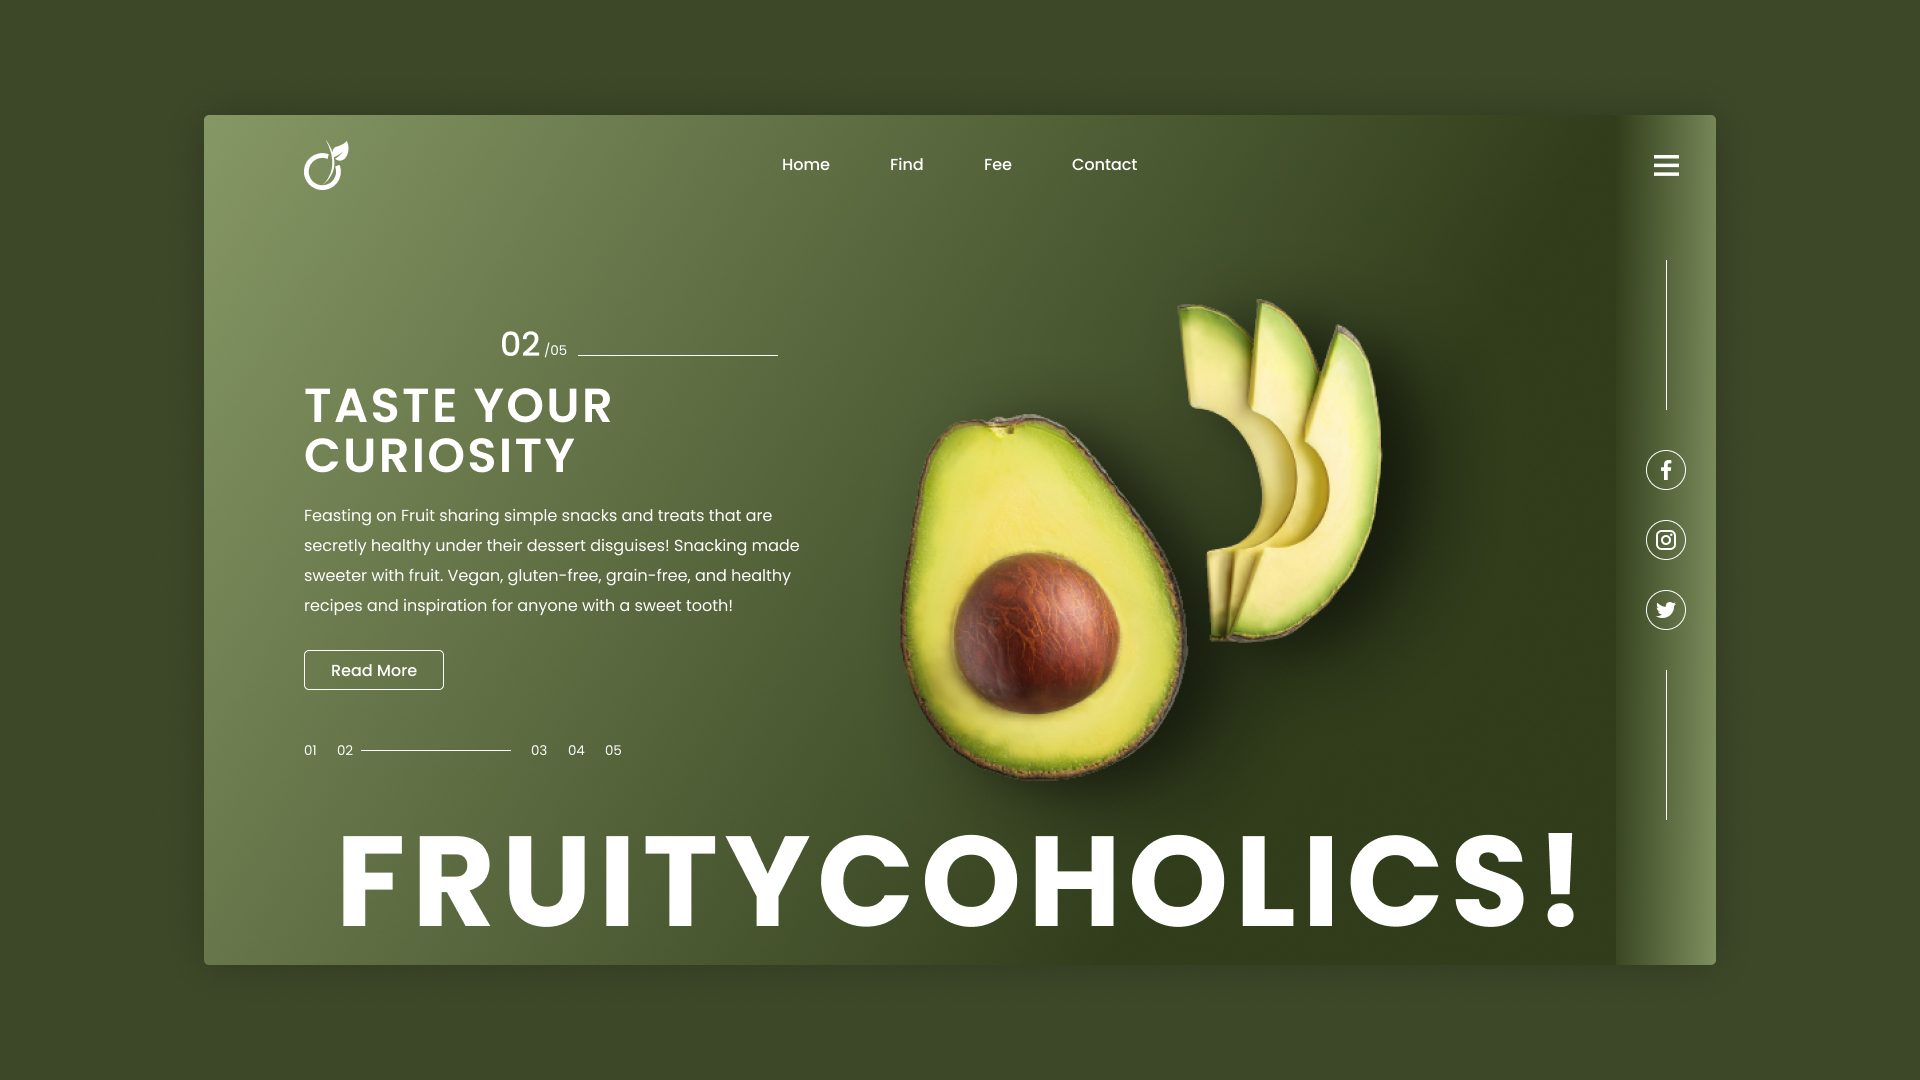 Home Find Fee Contact
02 /05
TASTE YOUR
CURIOSITY
Feasting on Fruit sharing simple snacks and treats that are
secretly healthy under their dessert disguises! Snacking made
sweeter with fruit. Vegan, gluten-free, grain-free, and healthy
recipes and inspiration for anyone with a sweet tooth!
Read More
01 02 03 04 05
FRUITYCOHOLICS!